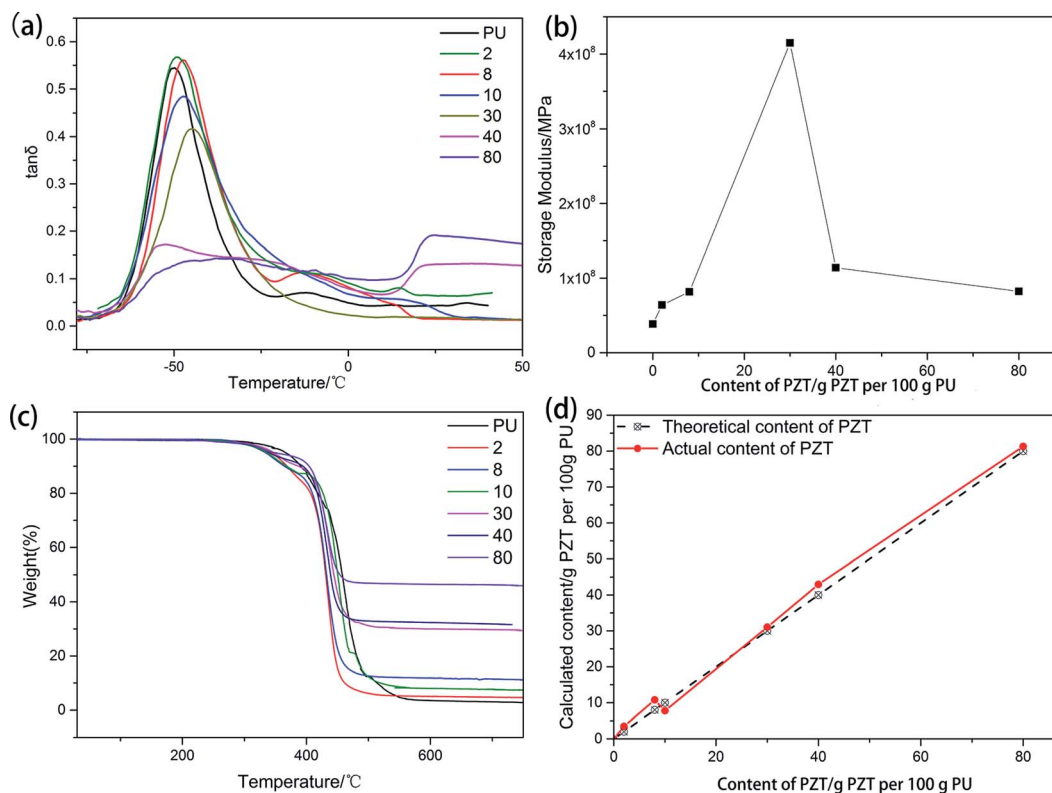 (a)
0.6
0.5
0.4
0.3
0.2
0.1
0.0
tanδ
-50
0
50
Temperature/℃
PU
2
8
10
30
40
80
(b)
4x10⁸
3x10⁸
2x10⁸
1x10⁸
0
Storage Modulus/MPa
0
20
40
60
80
Content of PZT/g PZT per 100 g PU
(c)
100
80
60
40
20
0
Weight(%)
200
400
600
Temperature/℃
PU
2
8
10
30
40
80
(d)
90
80
70
60
50
40
30
20
10
0
Calculated content/g PZT per 100g PU
Theoretical content of PZT
Actual content of PZT
0
20
40
60
80
Content of PZT/g PZT per 100 g PU